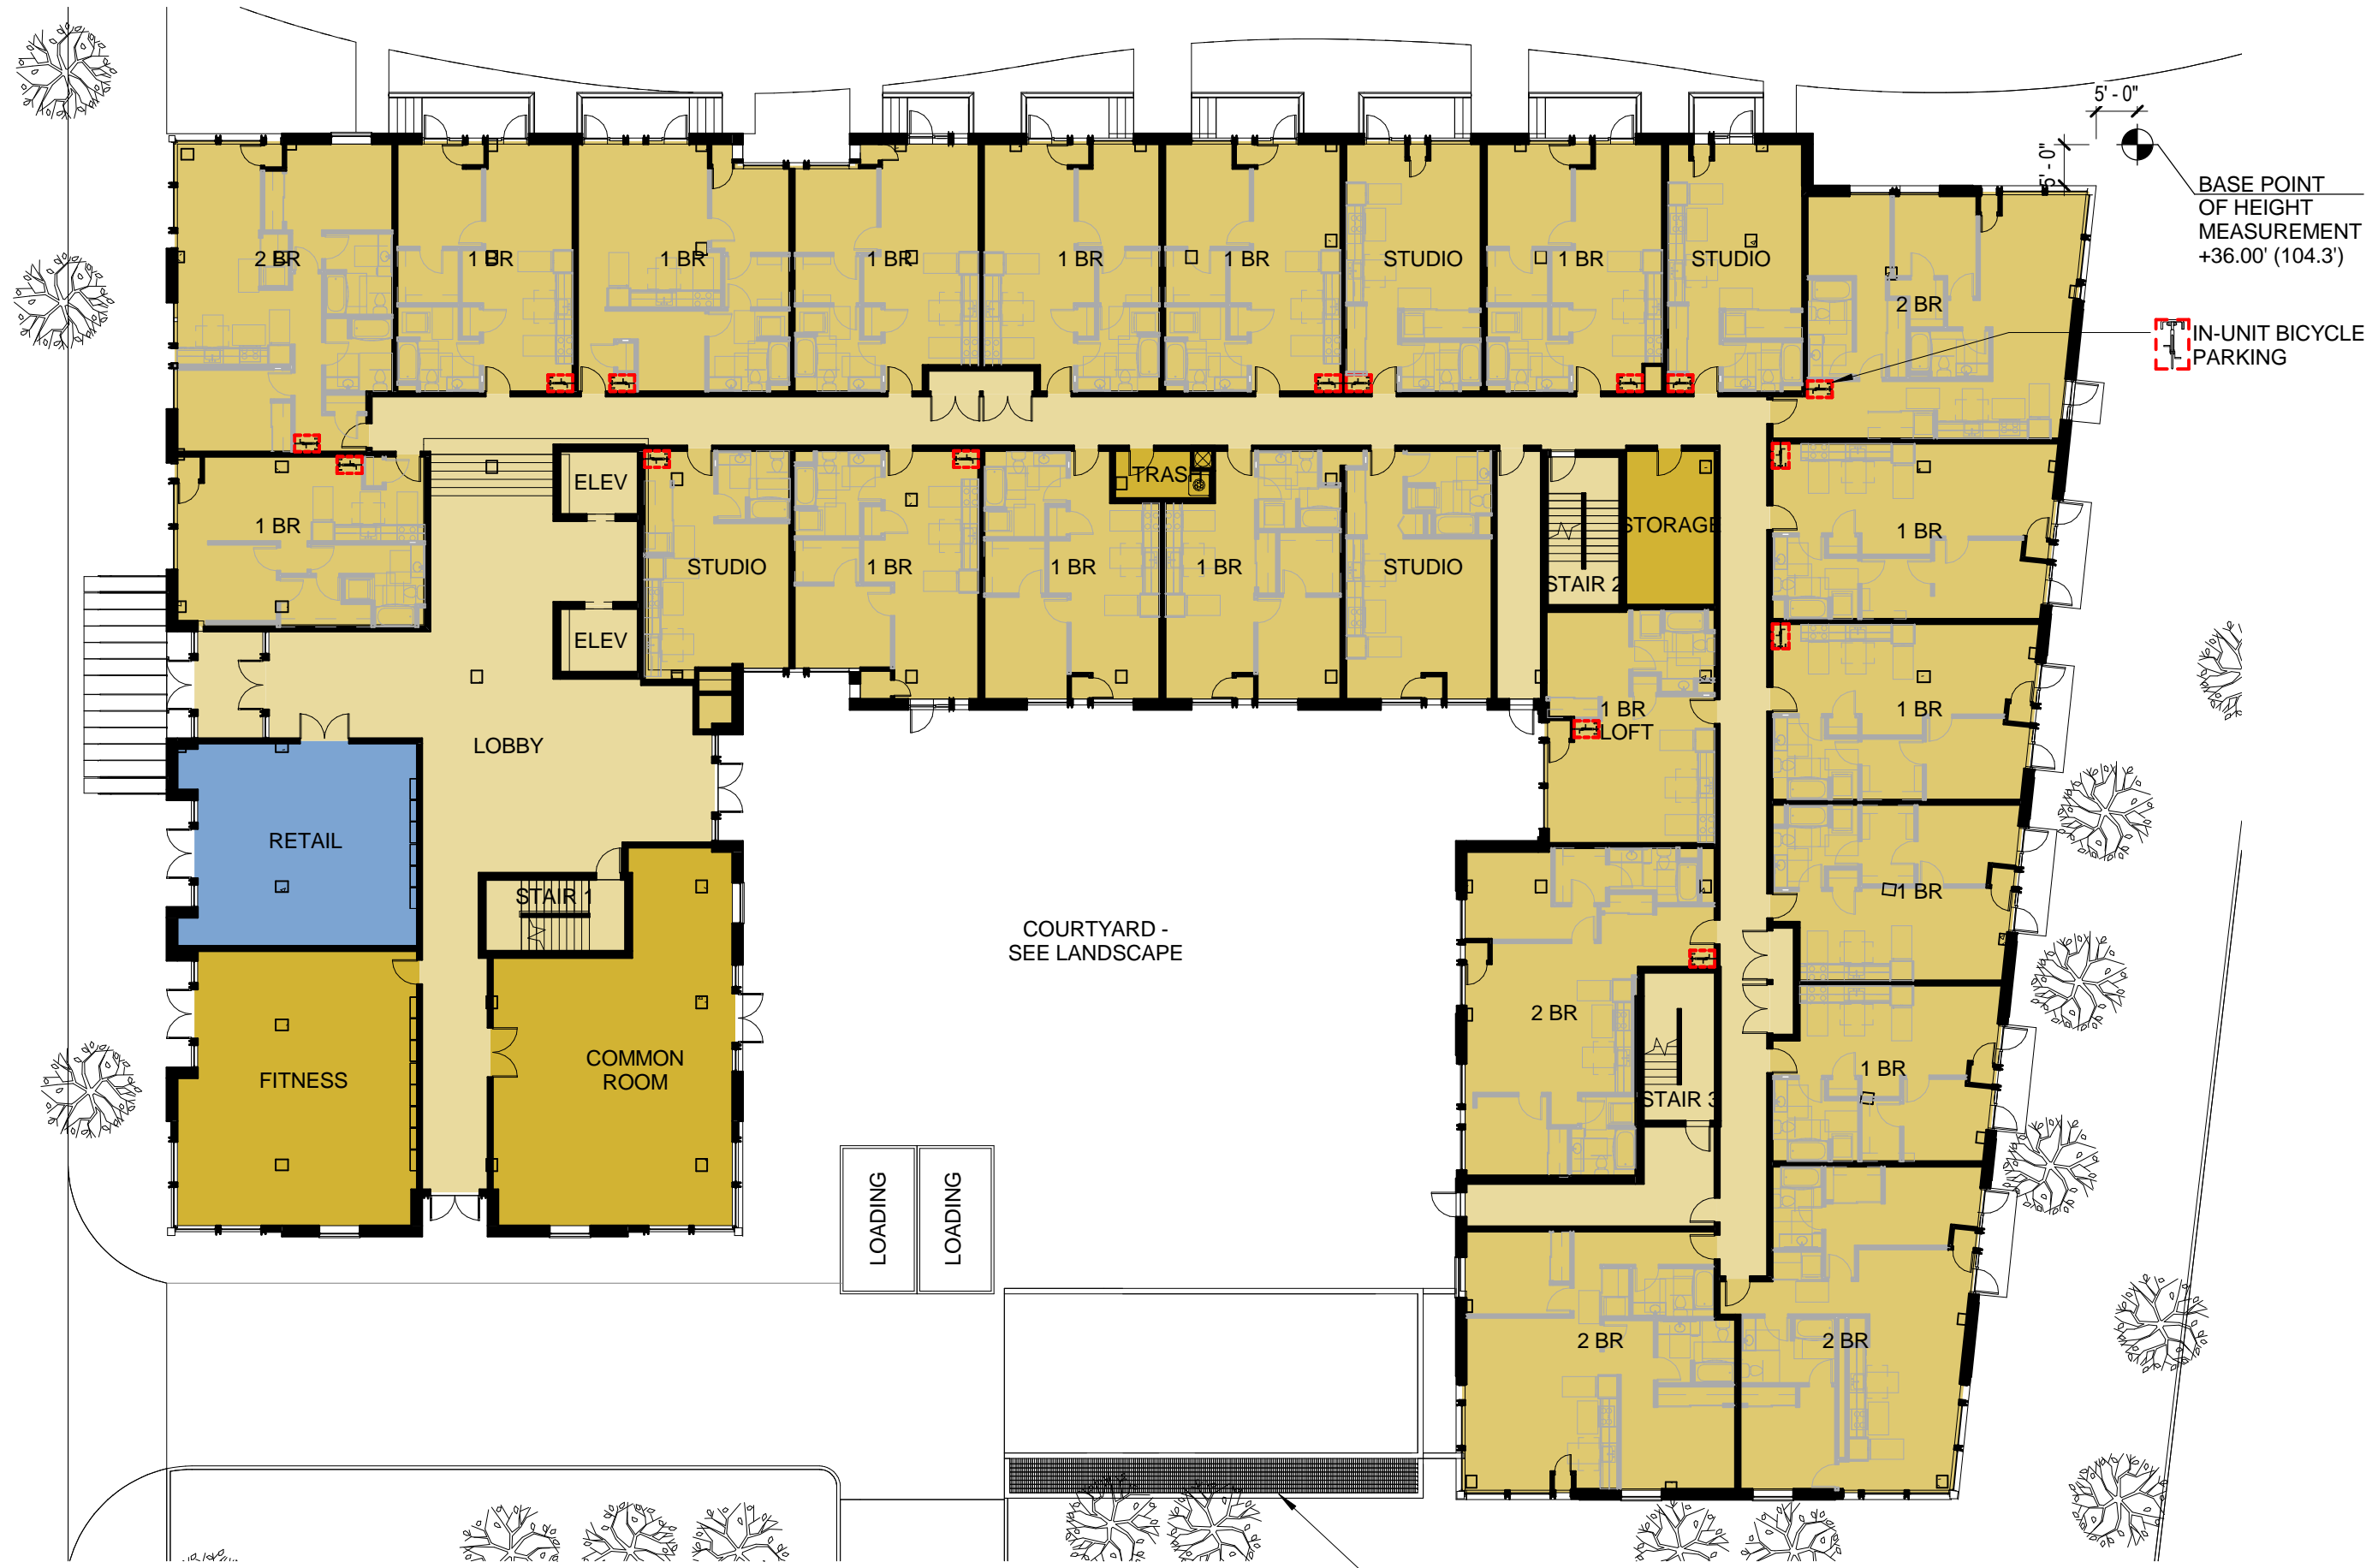 5' - 0"
5' - 0"
BASE POINT
OF HEIGHT
MEASUREMENT
+36.00' (104.3')
2 BR
1 BR
1 BR
1 BR
1 BR
1 BR
STUDIO
1 BR
STUDIO
2 BR
IN-UNIT BICYCLE
PARKING
ELEV
TRASH
1 BR
STUDIO
1 BR
1 BR
1 BR
STUDIO
STORAGE
STAIR 2
1 BR
ELEV
1 BR
LOFT
1 BR
LOBBY
RETAIL
STAIR 1
1 BR
COURTYARD -
SEE LANDSCAPE
2 BR
FITNESS
COMMON
ROOM
1 BR
STAIR 3
LOADING
LOADING
2 BR
2 BR